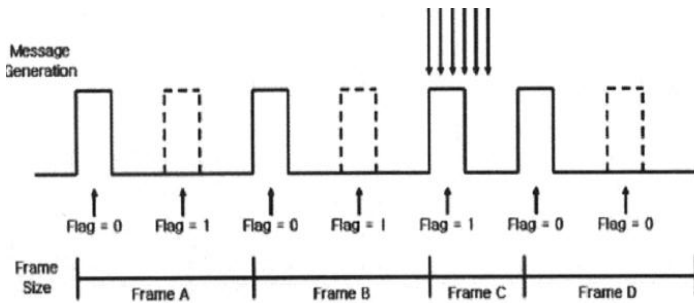 Message
Generation
Flag = 0 Flag = 1 Flag = 0 Flag = I Flag = 1 Flag = 0 Flag = 0
Frame
Size
Frame A Frame B Frame C Frame D